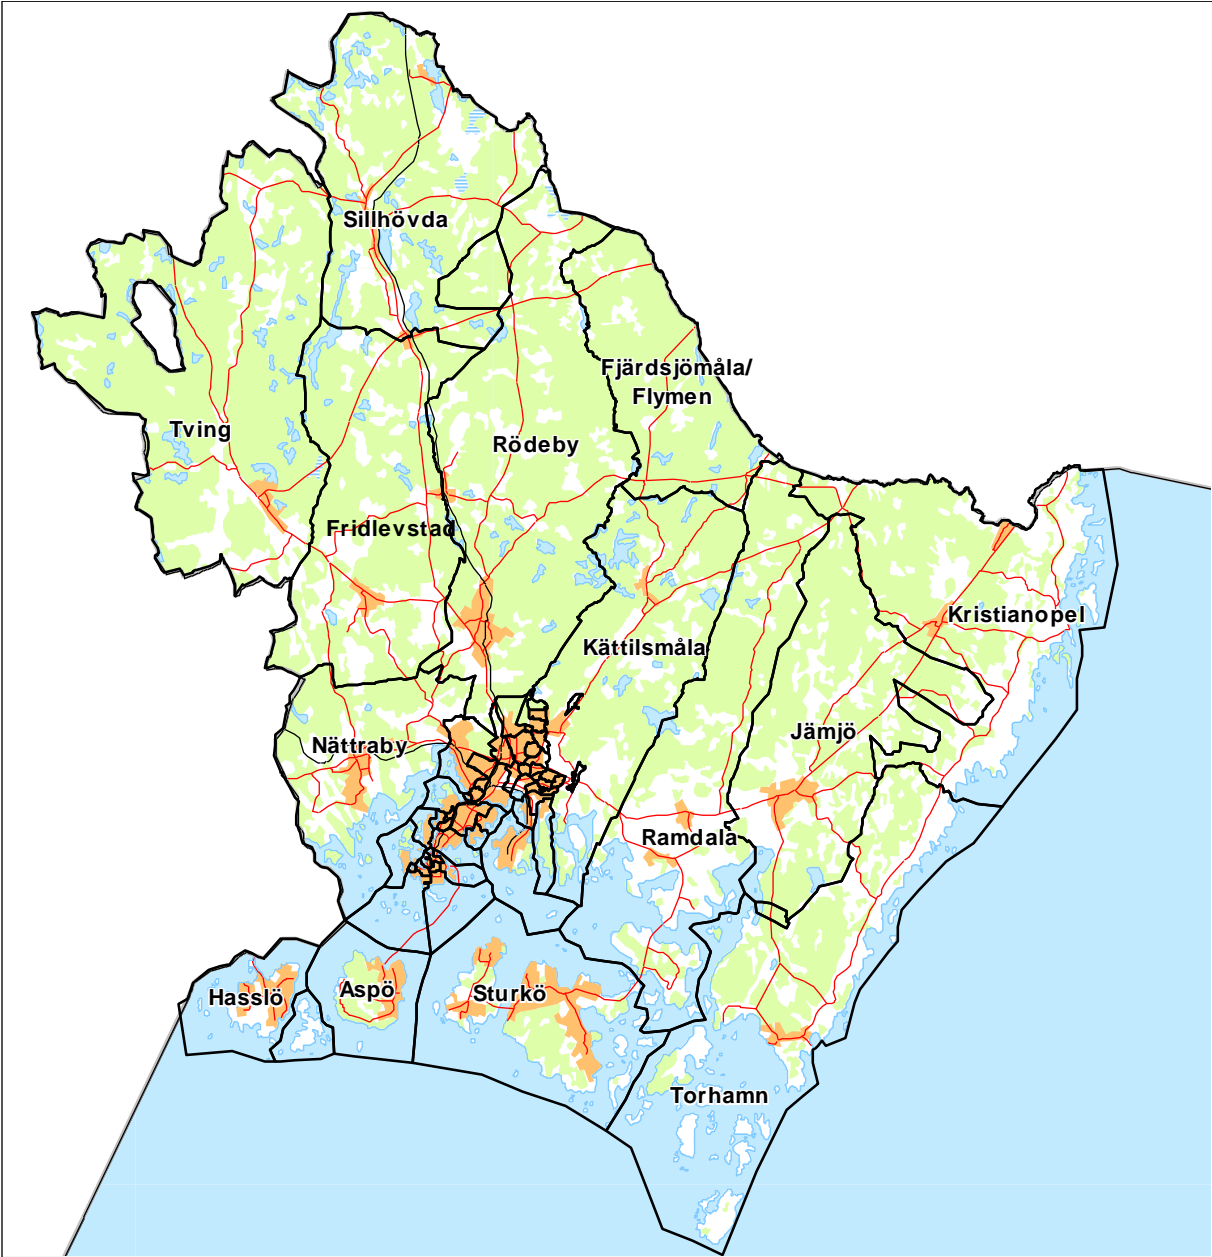 Sillhövda
Fjärdsjömåla/
Flymen
Tving
Rödeby
Fridlevstad
Kristianopel
Kättilsmåla
Nättraby
Jämjö
Ramdala
Hasslö
Aspö
Sturkö
Torhamn